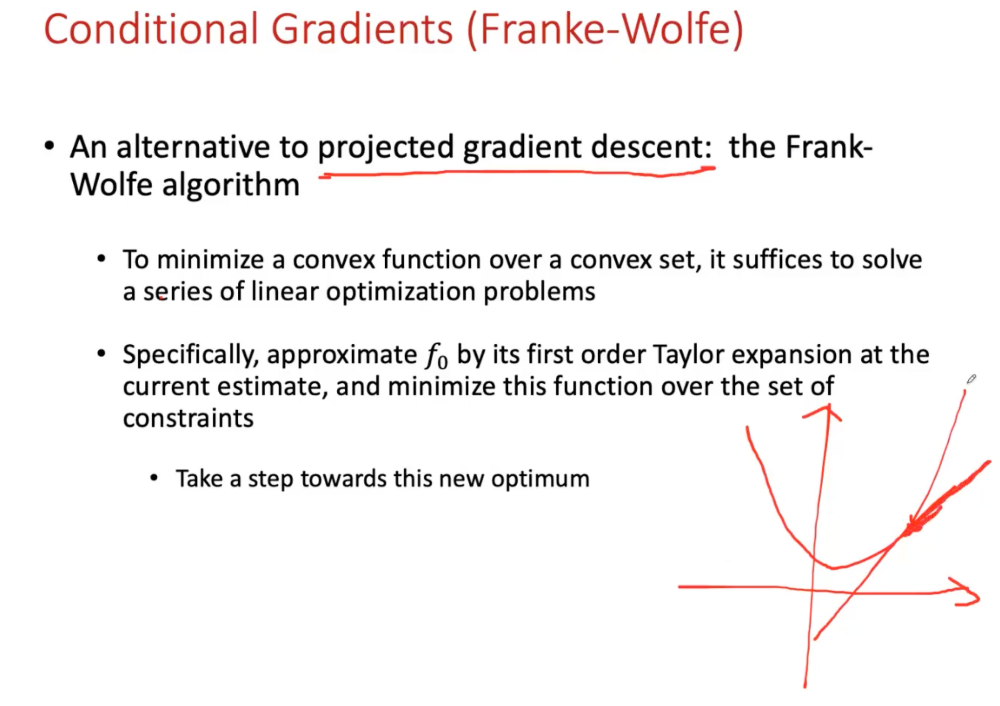 Conditional Gradients (Franke-Wolfe)
• An alternative to projected gradient descent: the Frank-
Wolfe algorithm
• To minimize a convex function over a convex set, it suffices to solve
a series of linear optimization problems
• Specifically, approximate f₀ by its first order Taylor expansion at the
current estimate, and minimize this function over the set of
constraints
• Take a step towards this new optimum